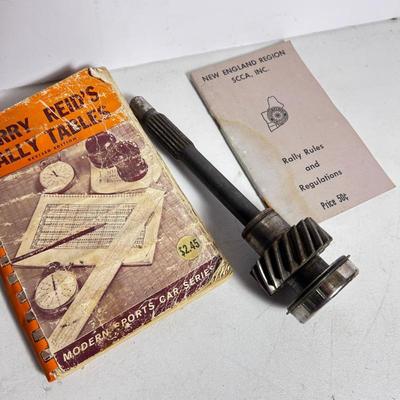 RRY REID'S
ALLY TABLES
REVISED EDITION
$2.45
MODERN SPORTS CAR SERIES
NEW ENGLAND REGION
SCCA, INC.
Rally Rules
and
Regulations
Price 50¢